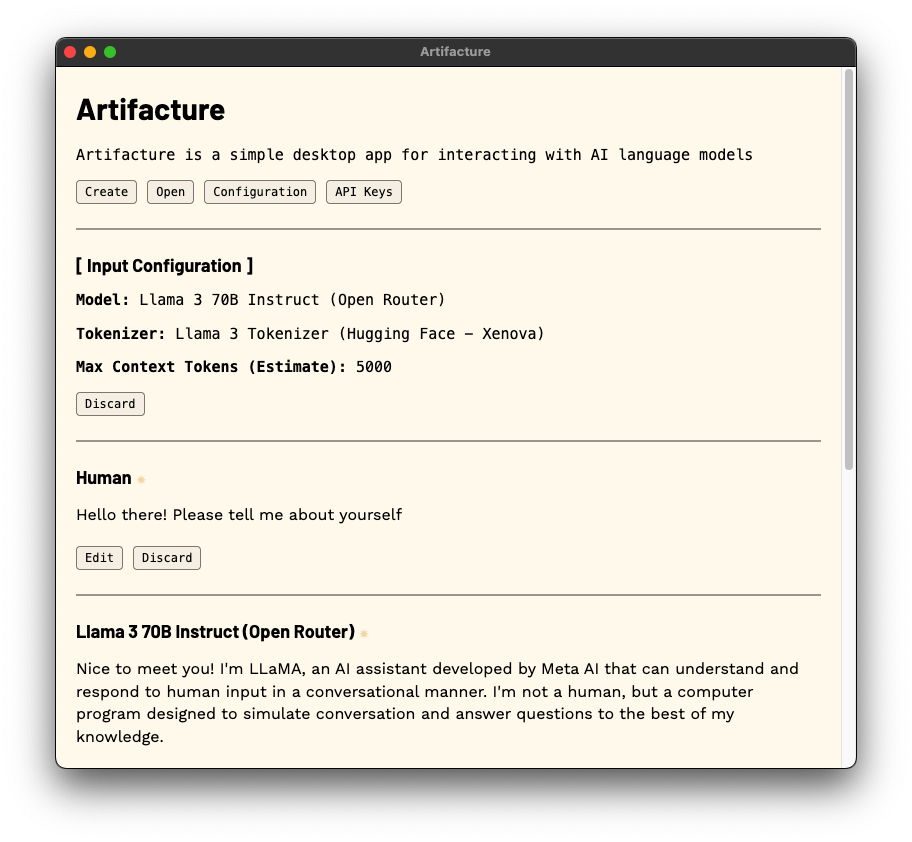 Artifacture
Artifacture
Artifacture is a simple desktop app for interacting with AI language models
Create Open Configuration API Keys
[ Input Configuration ]
Model: Llama 3 70B Instruct (Open Router)
Tokenizer: Llama 3 Tokenizer (Hugging Face – Xenova)
Max Context Tokens (Estimate): 5000
Discard
Human
Hello there! Please tell me about yourself
Edit Discard
Llama 3 70B Instruct (Open Router)
Nice to meet you! I'm LLaMA, an AI assistant developed by Meta AI that can understand and
respond to human input in a conversational manner. I'm not a human, but a computer
program designed to simulate conversation and answer questions to the best of my
knowledge.